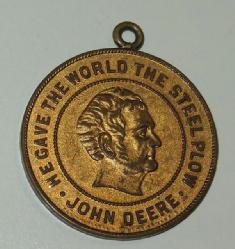 HE GAVE THE WORLD THE STEEL PLOW
· JOHN DEERE ·